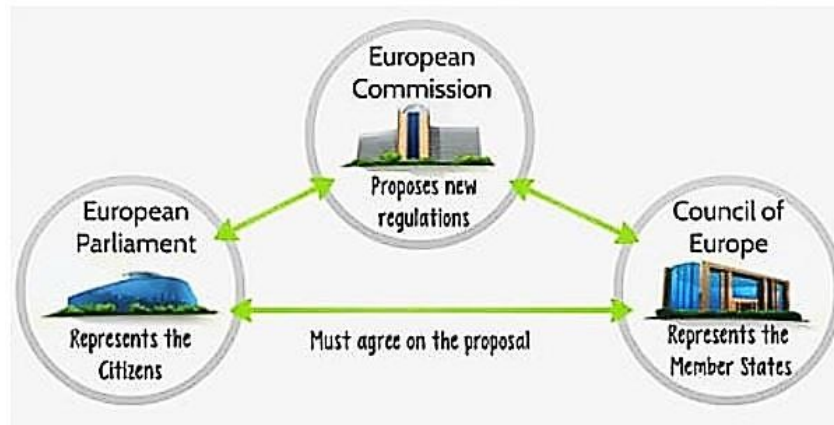 European
Commission
Proposes new
regulations
European
Parliament
Represents the
Citizens
Must agree on the proposal
Council of
Europe
Represents the
Member States